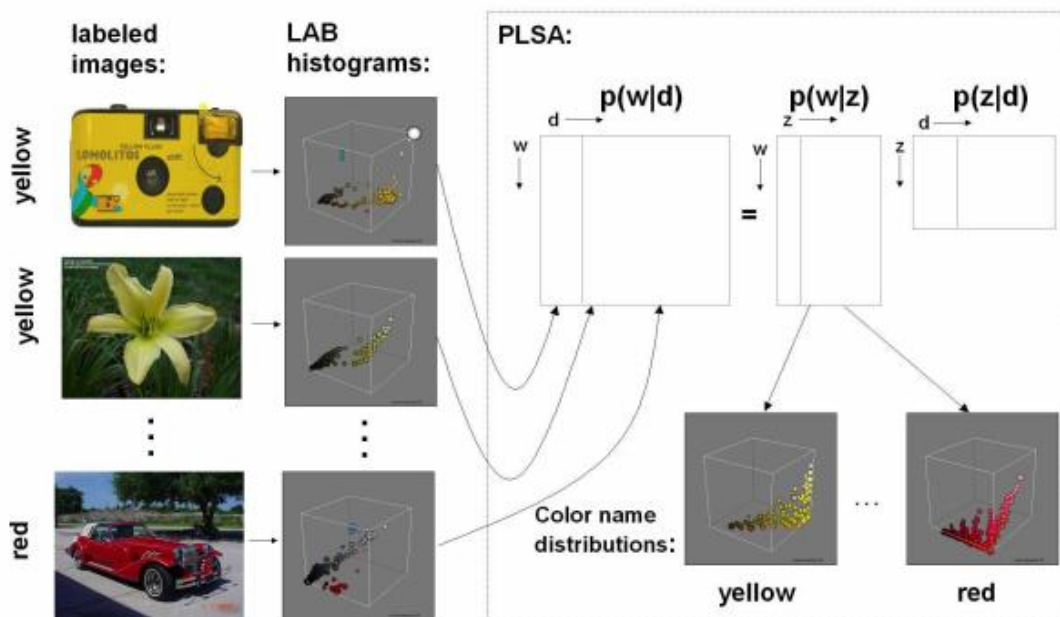 labeled
images:
LAB
histograms:
PLSA:
p(w|d)
p(w|z)
p(z|d)
d
z
d
w
w
z
=
yellow
LOMOLITOS
yellow
red
Color name
distributions:
...
yellow
red